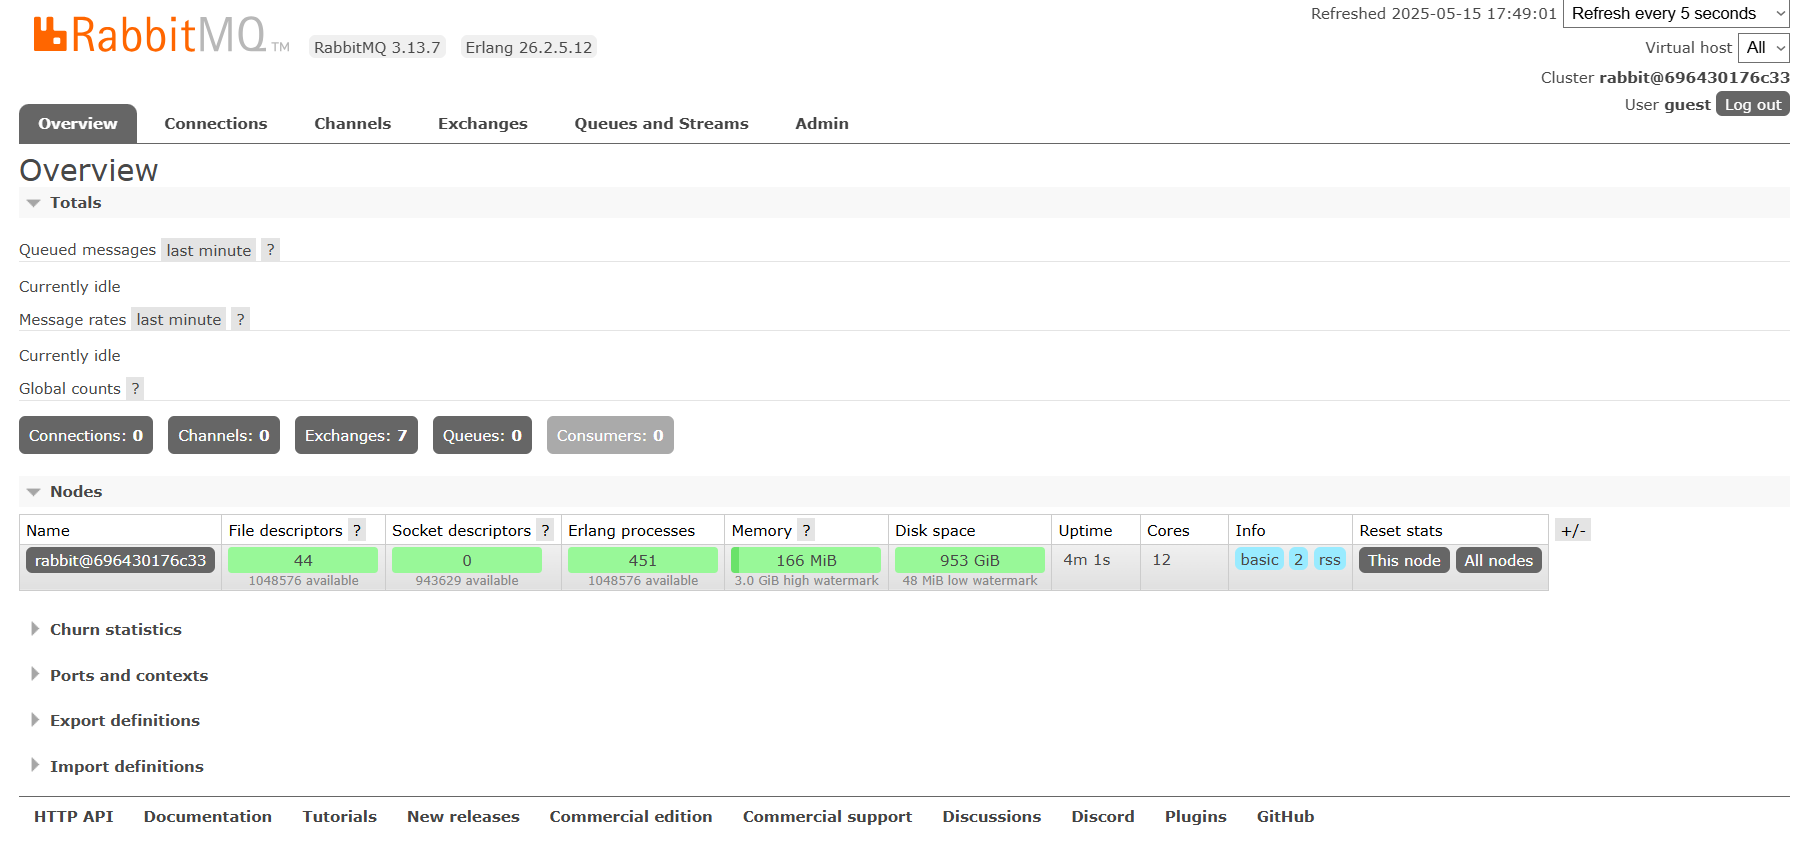 Refreshed 2025-05-15 17:49:01 Refresh every 5 seconds
RabbitMQ TM RabbitMQ 3.13.7 Erlang 26.2.5.12
Virtual host All
Cluster rabbit@696430176c33
User guest Log out
Overview Connections Channels Exchanges Queues and Streams Admin
Overview
Totals
Queued messages last minute ?
Currently idle
Message rates last minute ?
Currently idle
Global counts ?
Connections: 0 Channels: 0 Exchanges: 7 Queues: 0 Consumers: 0
Nodes
Name File descriptors ? Socket descriptors ? Erlang processes Memory ? Disk space Uptime Cores Info Reset stats +/-
rabbit@696430176c33 44 0 451 166 MiB 953 GiB 4m 1s 12 basic 2 rss This node All nodes
1048576 available 943629 available 1048576 available 3.0 GiB high watermark 48 MiB low watermark
Churn statistics
Ports and contexts
Export definitions
Import definitions
HTTP API Documentation Tutorials New releases Commercial edition Commercial support Discussions Discord Plugins GitHub